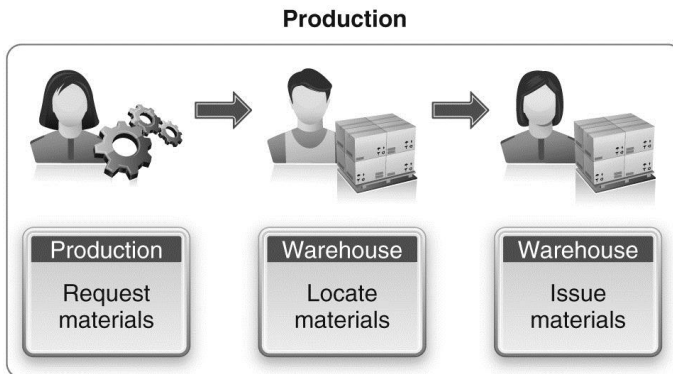 Production
Production
Request
materials
Warehouse
Locate
materials
Warehouse
Issue
materials